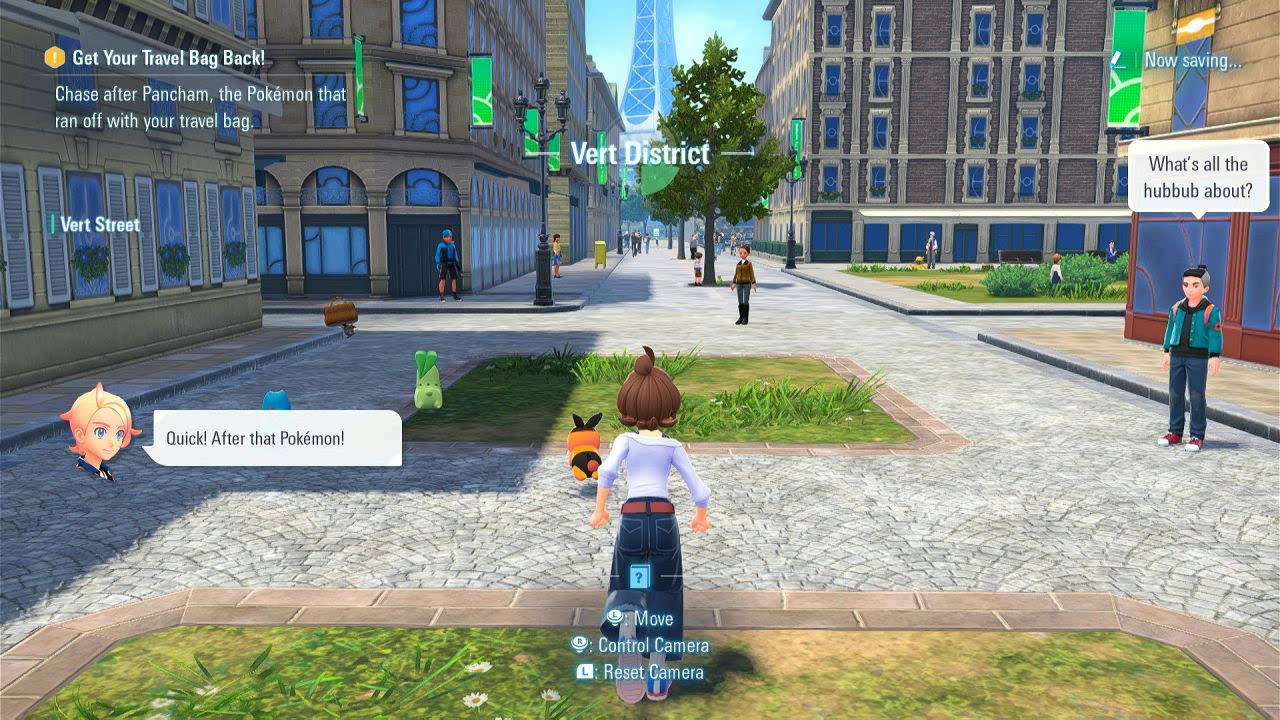 Get Your Travel Bag Back!
Chase after Pancham, the Pokémon that
ran off with your travel bag.
Now saving...
Vert District
What's all the
hubbub about?
Vert Street
Quick! After that Pokémon!
?
L: Move
R: Control Camera
L: Reset Camera